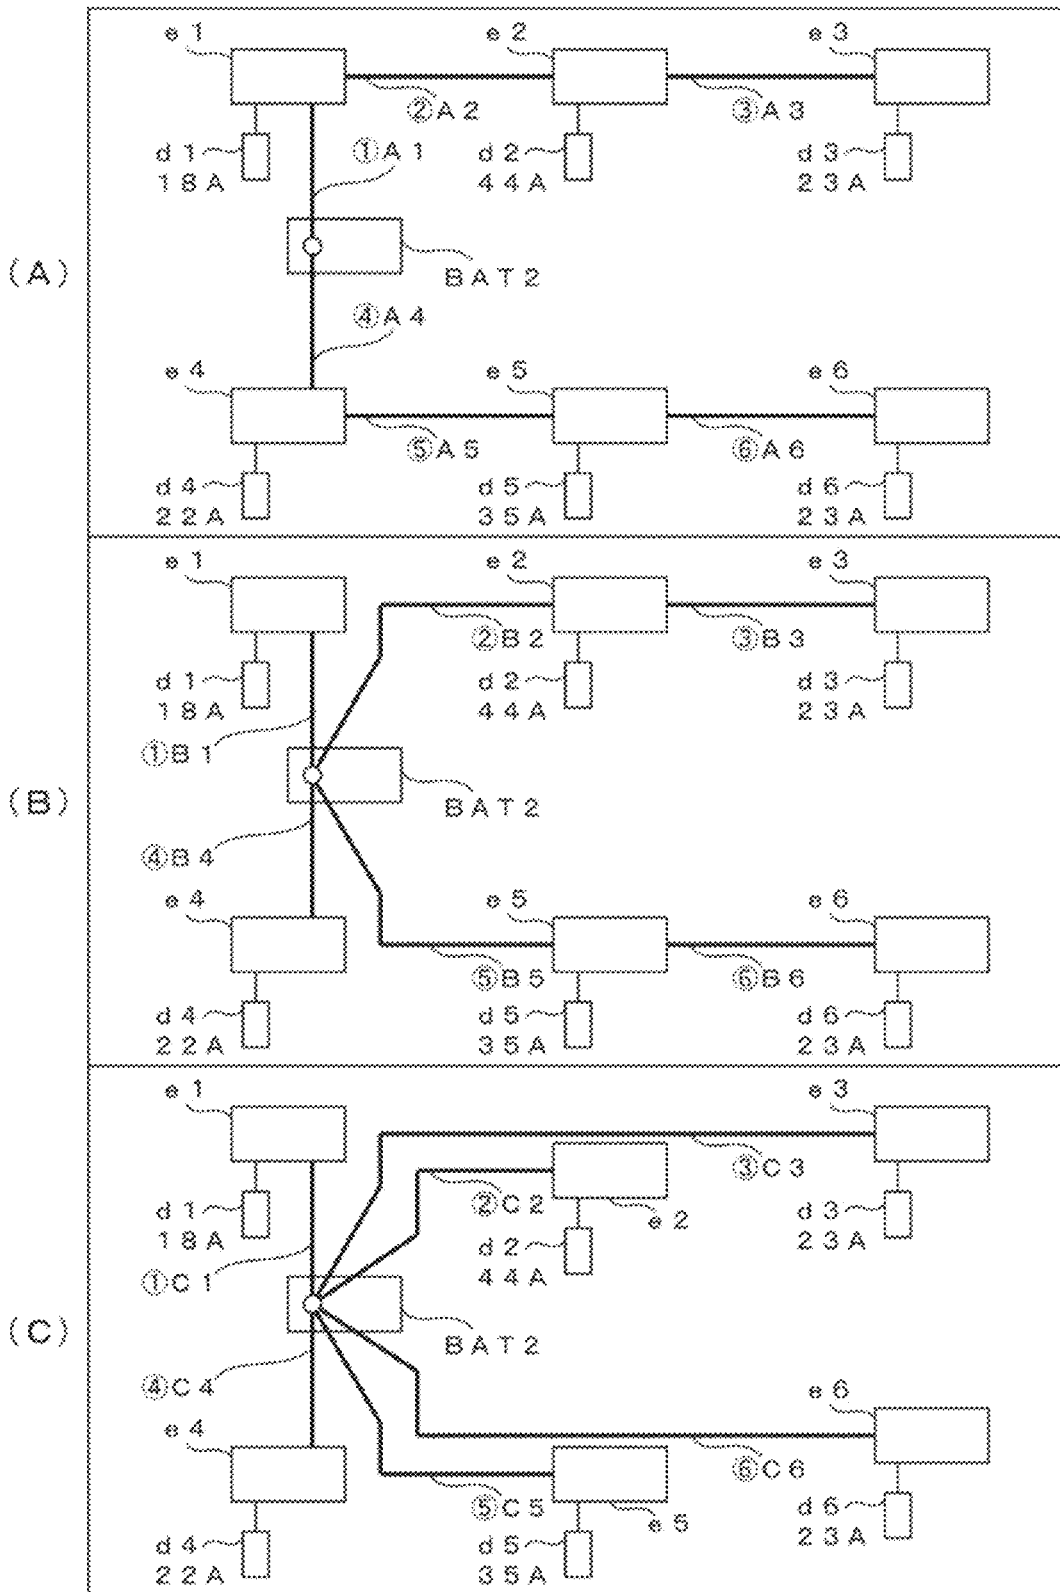 e1 e2 e3
②A2 ③A3
d1 ①A1 d2 d3
18A 44A 23A
(A)
BAT2
④A4
e4 e5 e6
⑤A5 ⑥A6
d4 d5 d6
22A 35A 23A
e1 e2 e3
②B2 ③B3
d1 d2 d3
18A 44A 23A
①B1
(B) BAT2
④B4
e4 e5 e6
⑤B5 ⑥B6
d4 d5 d6
22A 35A 23A
e1 e3
③C3
②C2 e2
d1 d3
18A d2 23A
①C1 44A
(C) BAT2
④C4 e6
e4
⑥C6
⑤C5 e5 d6
d4 d5 23A
22A 35A